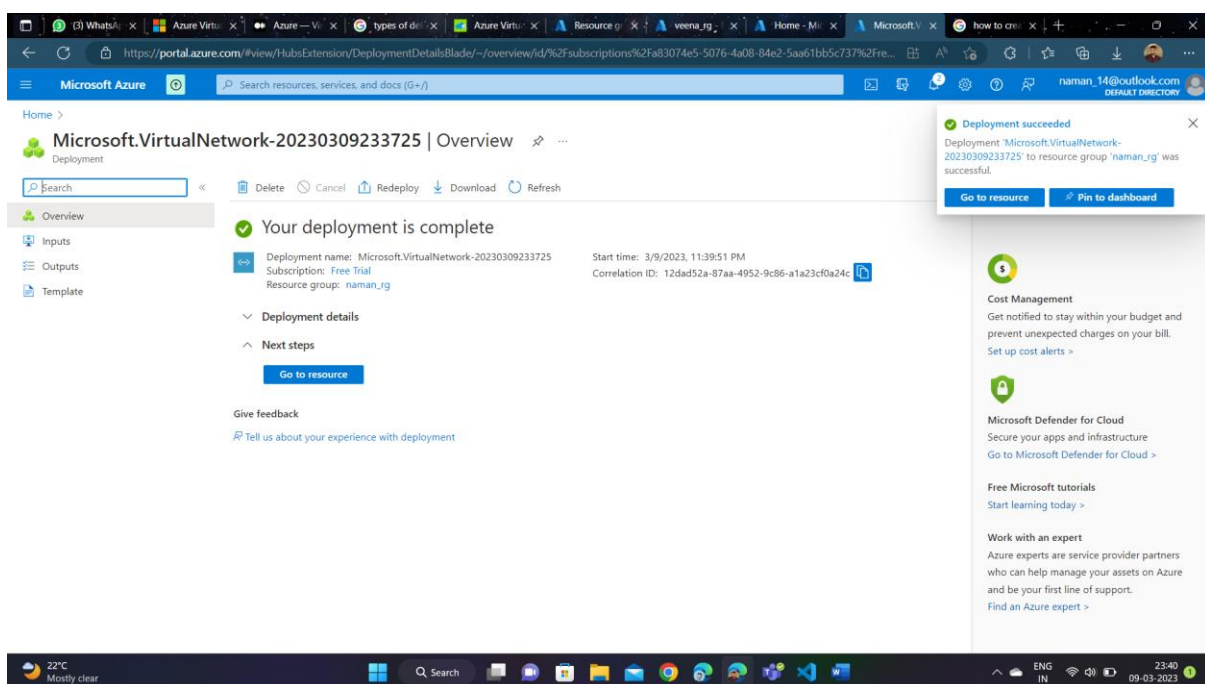 (3) WhatsA
Azure Virtu
Azure — Vi
types of del
Azure Virtu
Resource g
veena_rg_
Home - Mic
Microsoft.V
how to crea
https://portal.azure.com/#view/HubsExtension/DeploymentDetailsBlade/~/overview/id/%2Fsubscriptions%2Fa83074e5-5076-4a08-84e2-5aa61bb5c737%2Fre...
Microsoft Azure
Search resources, services, and docs (G+/)
2
naman_14@outlook.com
DEFAULT DIRECTORY
Home >
Microsoft.VirtualNetwork-20230309233725 | Overview
Deployment
Search
Delete Cancel Redeploy Download Refresh
Overview
Inputs
Outputs
Template
Your deployment is complete
Deployment name: Microsoft.VirtualNetwork-20230309233725
Subscription: Free Trial
Resource group: naman_rg
Start time: 3/9/2023, 11:39:51 PM
Correlation ID: 12dad52a-87aa-4952-9c86-a1a23cf0a24c
Deployment details
Next steps
Go to resource
Give feedback
Tell us about your experience with deployment
Deployment succeeded
Deployment 'Microsoft.VirtualNetwork-
20230309233725' to resource group 'naman_rg' was
successful.
Go to resource
Pin to dashboard
Cost Management
Get notified to stay within your budget and
prevent unexpected charges on your bill.
Set up cost alerts >
Microsoft Defender for Cloud
Secure your apps and infrastructure
Go to Microsoft Defender for Cloud >
Free Microsoft tutorials
Start learning today >
Work with an expert
Azure experts are service provider partners
who can help manage your assets on Azure
and be your first line of support.
Find an Azure expert >
22°C
Mostly clear
Search
ENG
IN
23:40
09-03-2023
1